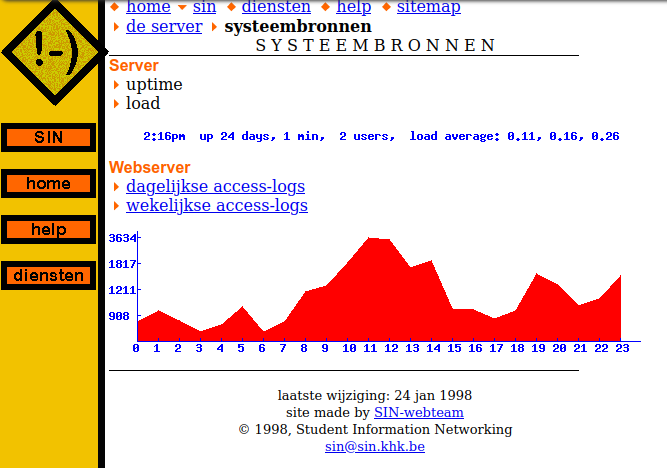 home sin diensten help sitemap
de server systeembronnen
SYSTEEMBRONNEN
Server
uptime
load
2:16pm up 24 days, 1 min, 2 users, load average: 0.11, 0.16, 0.26
Webserver
dagelijkse access-logs
wekelijkse access-logs
!-)
SIN
home
help
diensten
3634
1817
1211
908
0 1 2 3 4 5 6 7 8 9 10 11 12 13 14 15 16 17 18 19 20 21 22 23
laatste wijziging: 24 jan 1998
site made by SIN-webteam
© 1998, Student Information Networking
sin@sin.khk.be